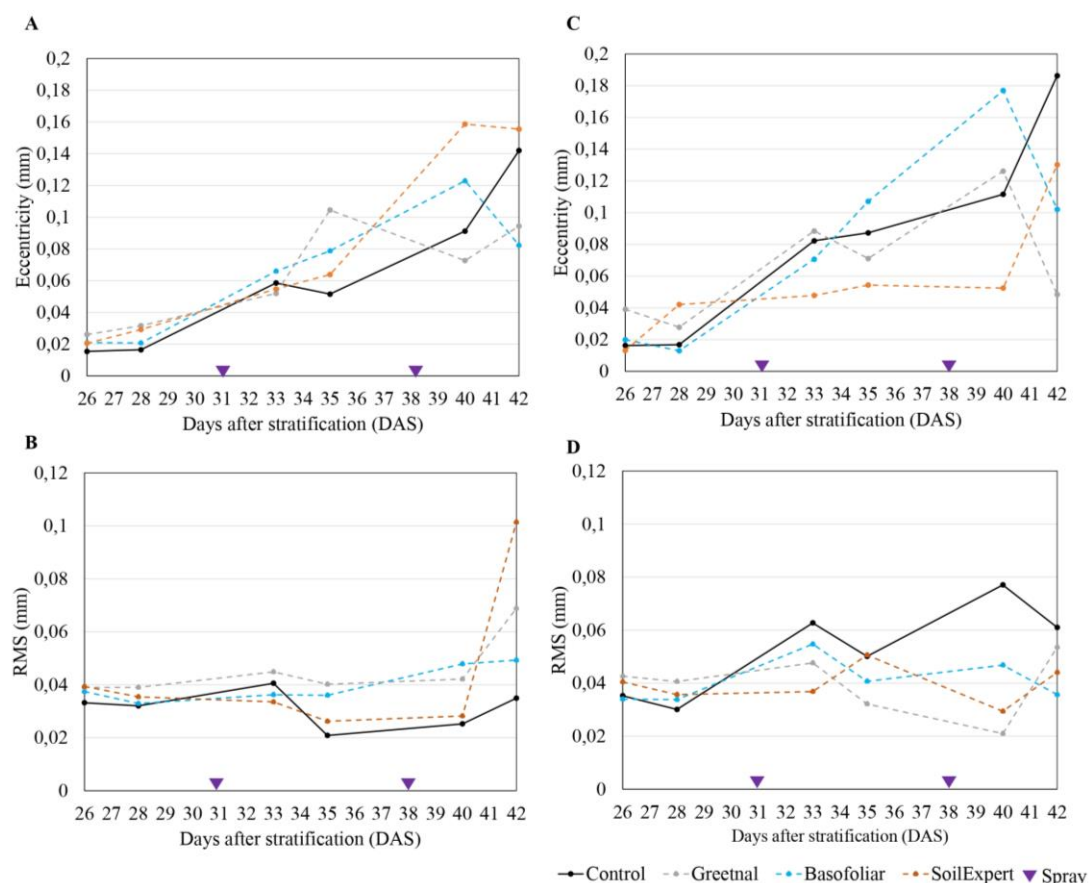 A
0,2
0,18
0,16
0,14
0,12
0,1
0,08
0,06
0,04
0,02
0
Eccentricity (mm)
26 27 28 29 30 31 32 33 34 35 36 37 38 39 40 41 42
Days after stratification (DAS)
B
0,12
0,1
0,08
0,06
0,04
0,02
0
RMS (mm)
26 27 28 29 30 31 32 33 34 35 36 37 38 39 40 41 42
Days after stratification (DAS)
C
0,2
0,18
0,16
0,14
0,12
0,1
0,08
0,06
0,04
0,02
0
Eccentrity (mm)
26 27 28 29 30 31 32 33 34 35 36 37 38 39 40 41 42
Days after stratification (DAS)
D
0,12
0,1
0,08
0,06
0,04
0,02
0
RMS (mm)
26 27 28 29 30 31 32 33 34 35 36 37 38 39 40 41 42
Days after stratification (DAS)
Control Greetnal Basofoliar SoilExpert Spray